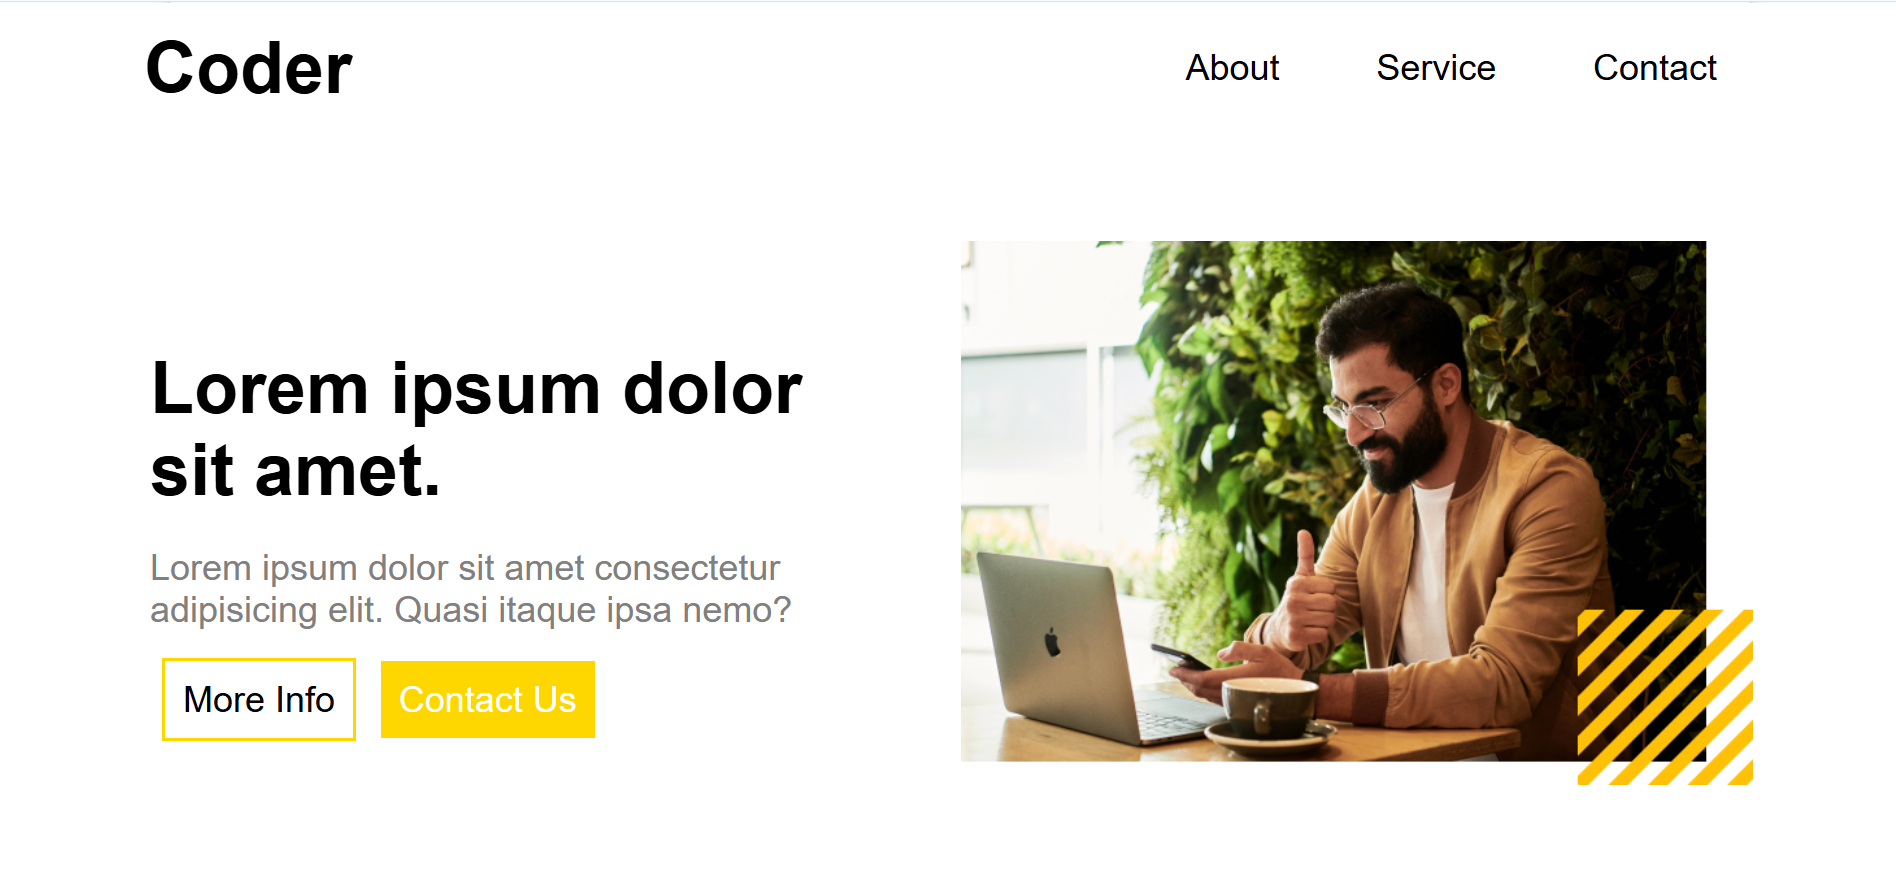 Coder
About Service Contact
Lorem ipsum dolor
sit amet.
Lorem ipsum dolor sit amet consectetur
adipisicing elit. Quasi itaque ipsa nemo?
More Info Contact Us